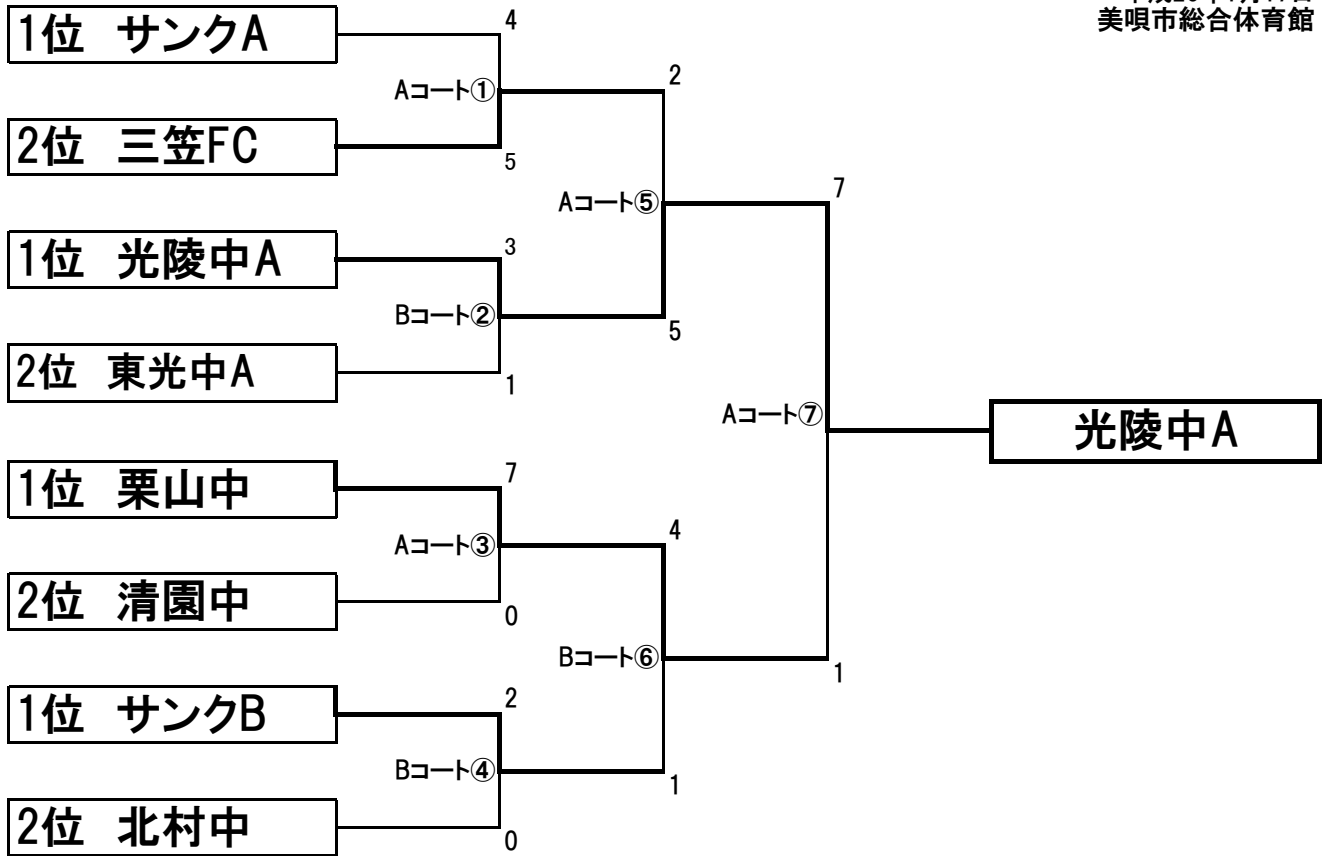 美唄市総合体育館
1位 サンクA
4
Aコート①
2
2位 三笠FC
5
Aコート⑤
7
1位 光陵中A
3
Bコート②
5
2位 東光中A
1
Aコート⑦
光陵中A
1位 栗山中
7
Aコート③
4
2位 清園中
0
Bコート⑥
1
1位 サンクB
2
Bコート④
1
2位 北村中
0